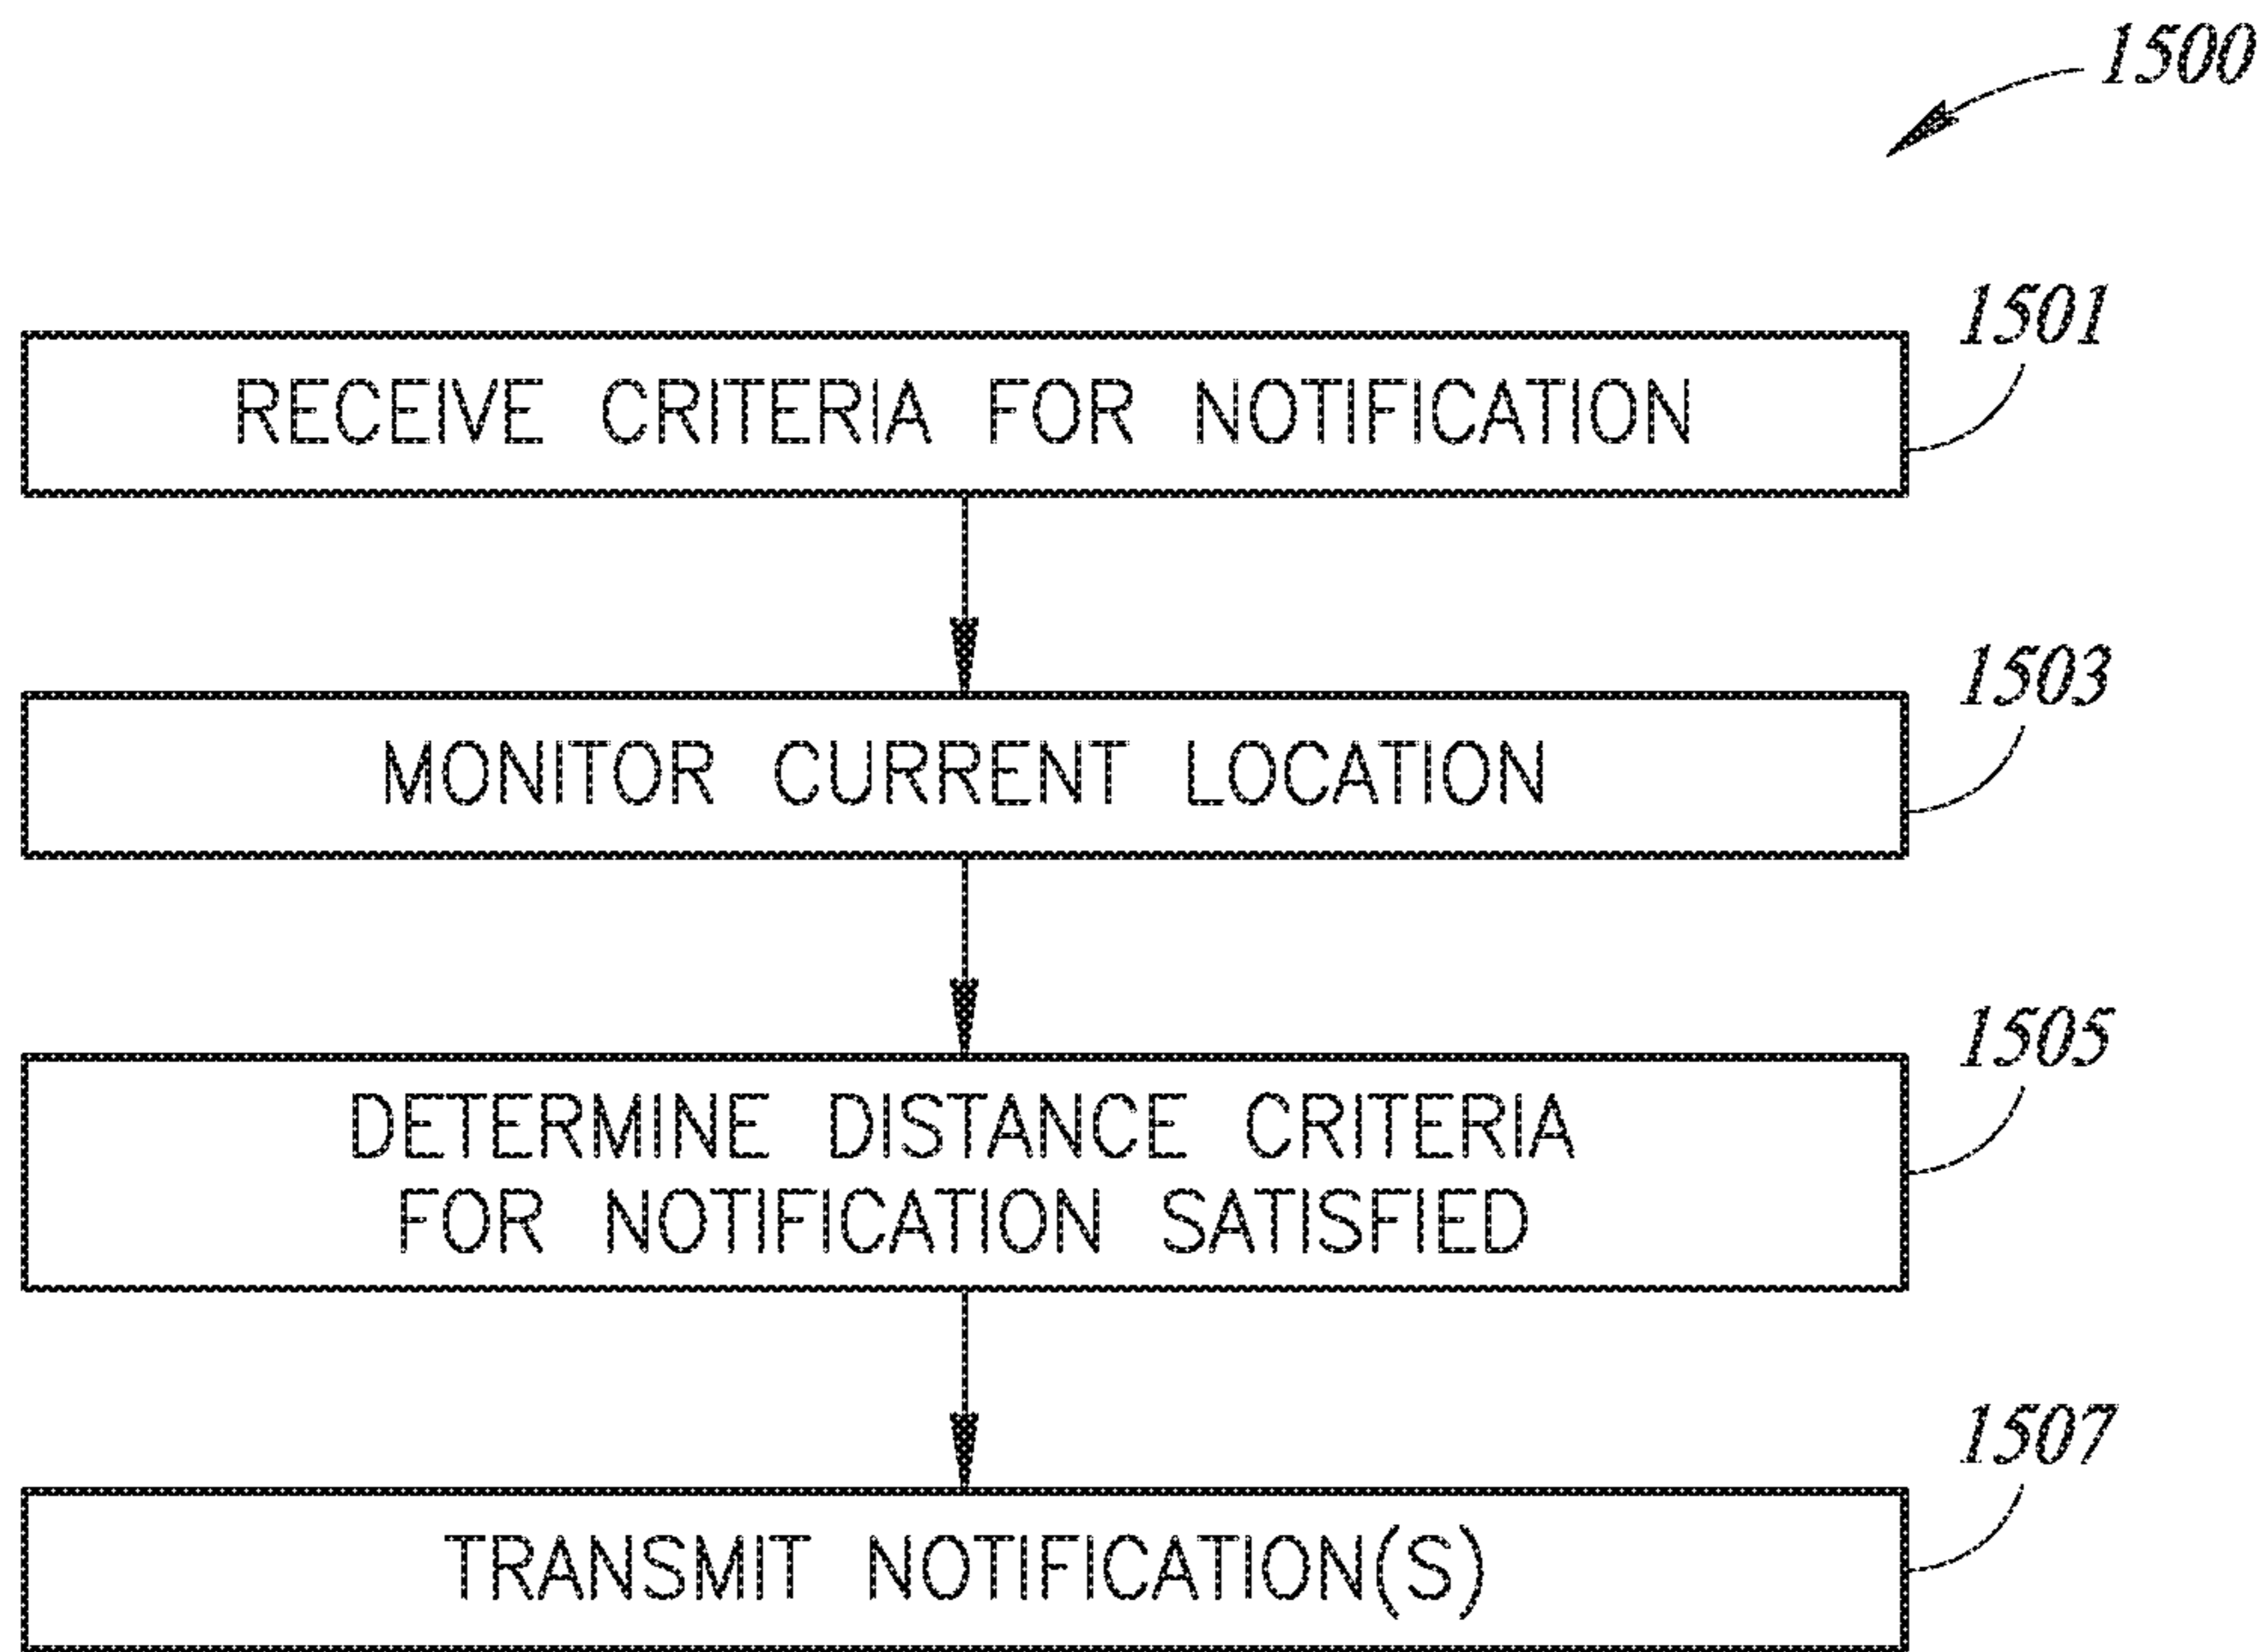 1500
1501
RECEIVE CRITERIA FOR NOTIFICATION
1503
MONITOR CURRENT LOCATION
1505
DETERMINE DISTANCE CRITERIA
FOR NOTIFICATION SATISFIED
1507
TRANSMIT NOTIFICATION(S)